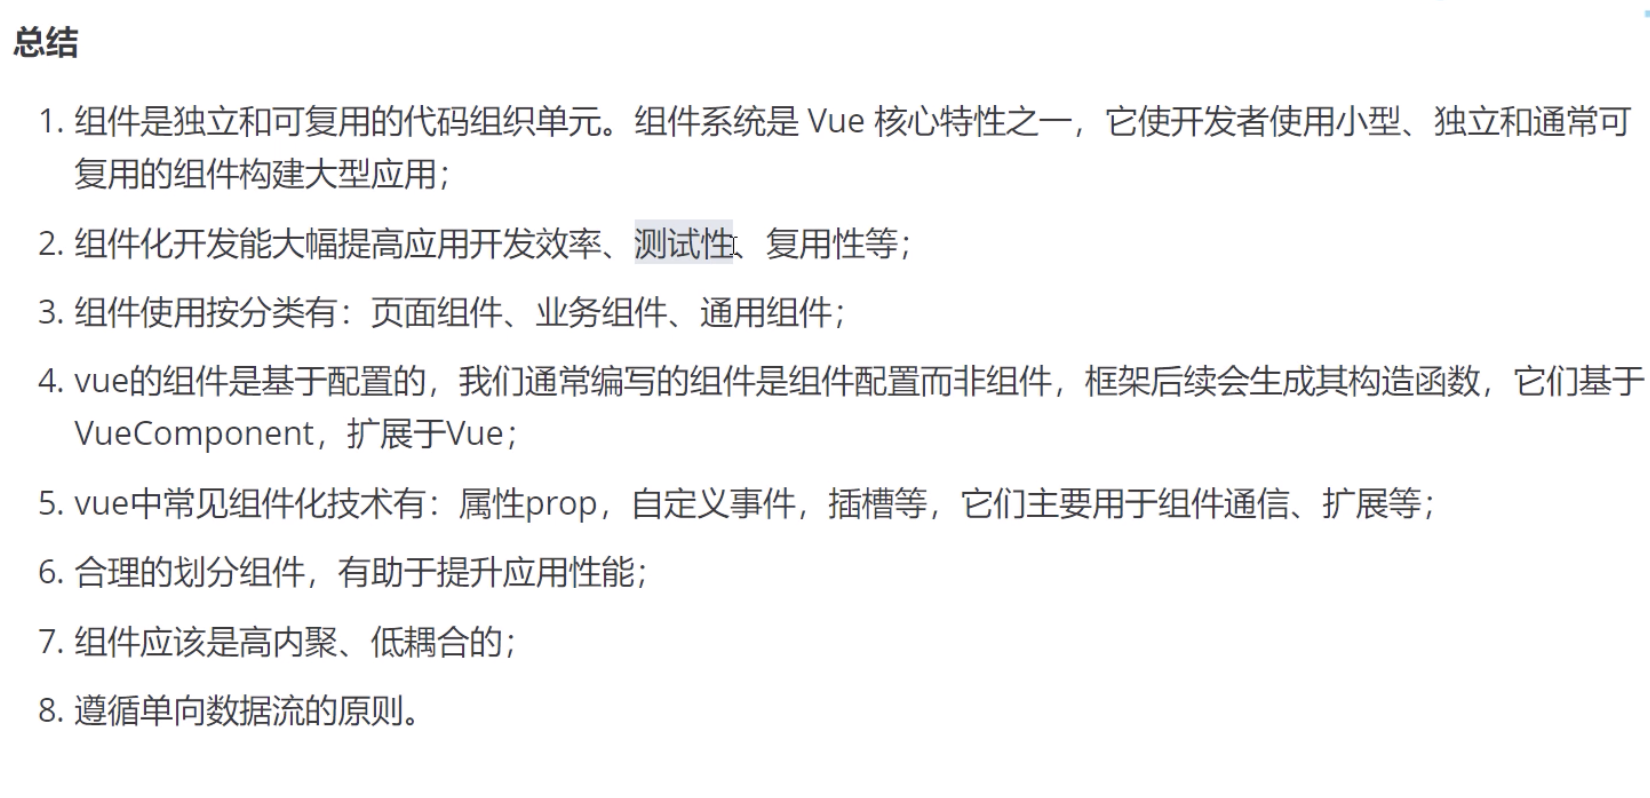 总结
1. 组件是独立和可复用的代码组织单元。组件系统是 Vue 核心特性之一，它使开发者使用小型、独立和通常可
复用的组件构建大型应用；
2. 组件化开发能大幅提高应用开发效率、测试性、复用性等；
3. 组件使用按分类有：页面组件、业务组件、通用组件；
4. vue的组件是基于配置的，我们通常编写的组件是组件配置而非组件，框架后续会生成其构造函数，它们基于
VueComponent，扩展于Vue；
5. vue中常见组件化技术有：属性prop，自定义事件，插槽等，它们主要用于组件通信、扩展等；
6. 合理的划分组件，有助于提升应用性能；
7. 组件应该是高内聚、低耦合的；
8. 遵循单向数据流的原则。